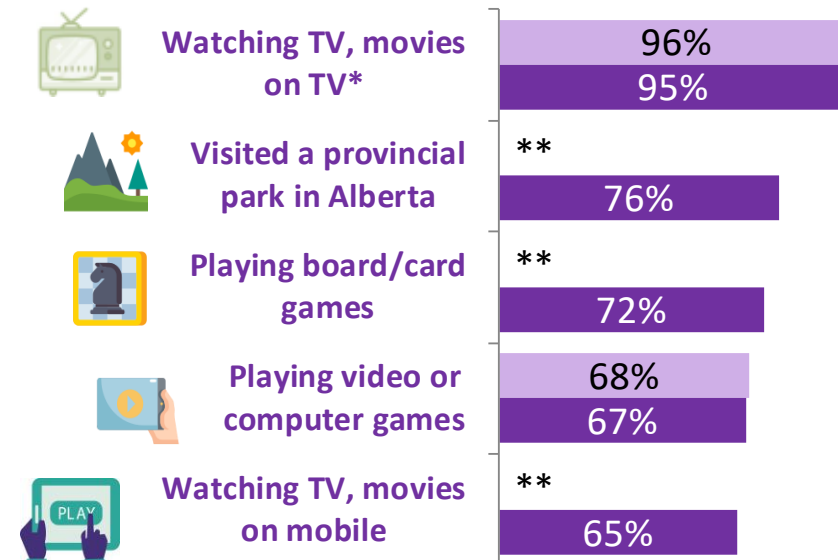 Watching TV, movies
on TV*
96%
95%
Visited a provincial
park in Alberta
**
76%
Playing board/card
games
**
72%
Playing video or
computer games
68%
67%
PLAY
Watching TV, movies
on mobile
**
65%